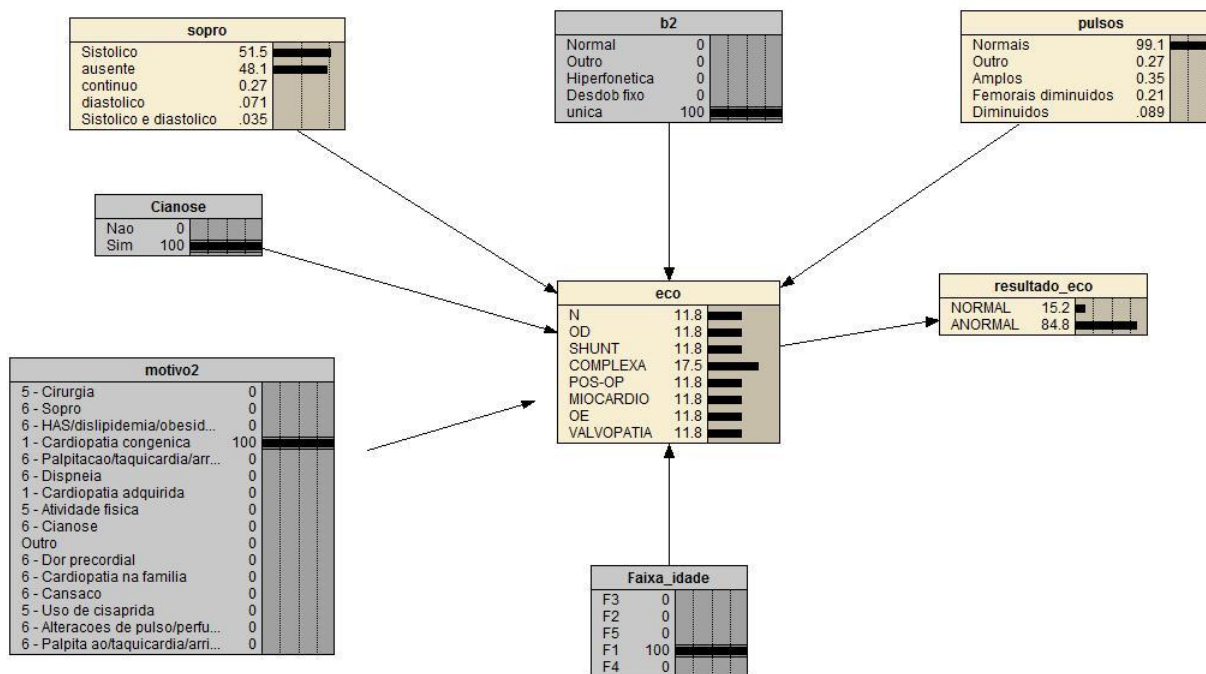 sopro
Sistolico 51.5
ausente 48.1
continuo 0.27
diastolico .071
Sistolico e diastolico .035
b2
Normal 0
Outro 0
Hiperfonetica 0
Desdob fixo 0
unica 100
pulsos
Normais 99.1
Outro 0.27
Amplos 0.35
Femorais diminuidos 0.21
Diminuidos .089
Cianose
Nao 0
Sim 100
eco
N 11.8
OD 11.8
SHUNT 11.8
COMPLEXA 17.5
POS-OP 11.8
MIOCARDIO 11.8
OE 11.8
VALVOPATIA 11.8
resultado_eco
NORMAL 15.2
ANORMAL 84.8
motivo2
5 - Cirurgia 0
6 - Sopro 0
6 - HAS/dislipidemia/obesid... 0
1 - Cardiopatia congenica 100
6 - Palpitacao/taquicardia/arr... 0
6 - Dispneia 0
1 - Cardiopatia adquirida 0
5 - Atividade fisica 0
6 - Cianose 0
Outro 0
6 - Dor precordial 0
6 - Cardiopatia na familia 0
6 - Cansaco 0
5 - Uso de cisaprida 0
6 - Alteracoes de pulso/perfu... 0
6 - Palpita ao/taquicardia/arri... 0
Faixa_idade
F3 0
F2 0
F5 0
F1 100
F4 0